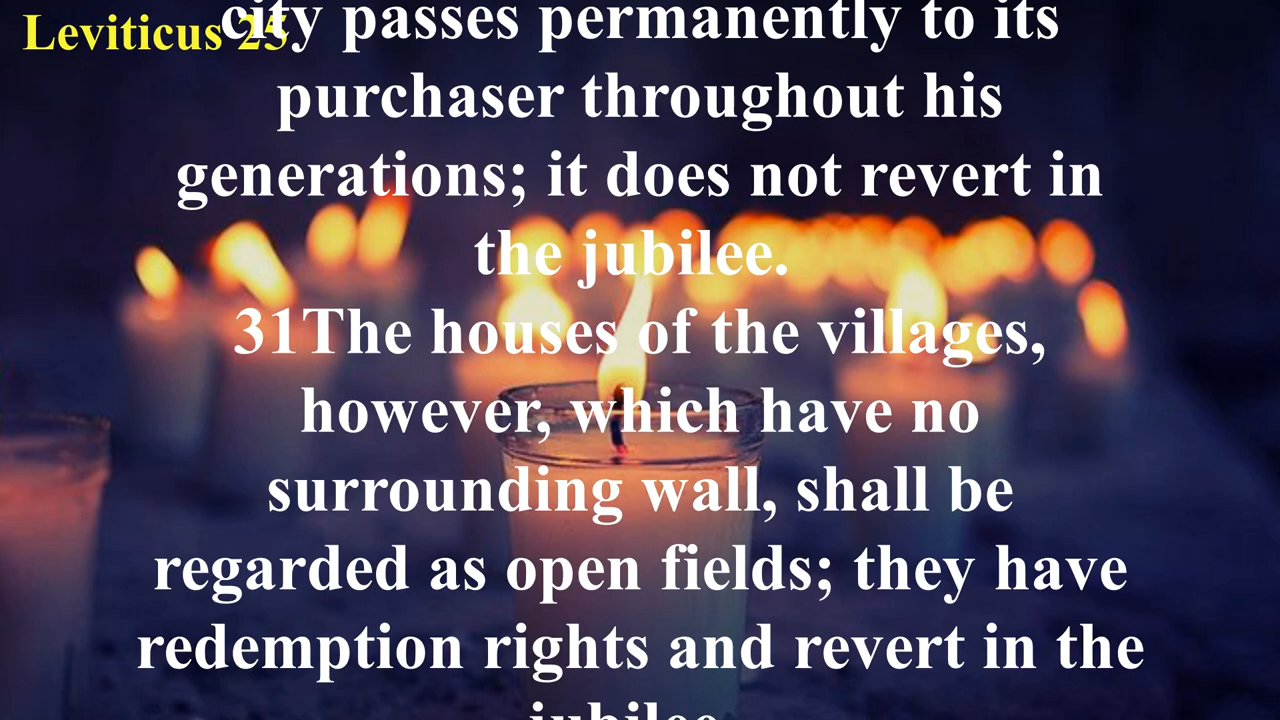 Leviticus 25
city passes permanently to its
purchaser throughout his
generations; it does not revert in
the jubilee.
31The houses of the villages,
however, which have no
surrounding wall, shall be
regarded as open fields; they have
redemption rights and revert in the
jubilee.